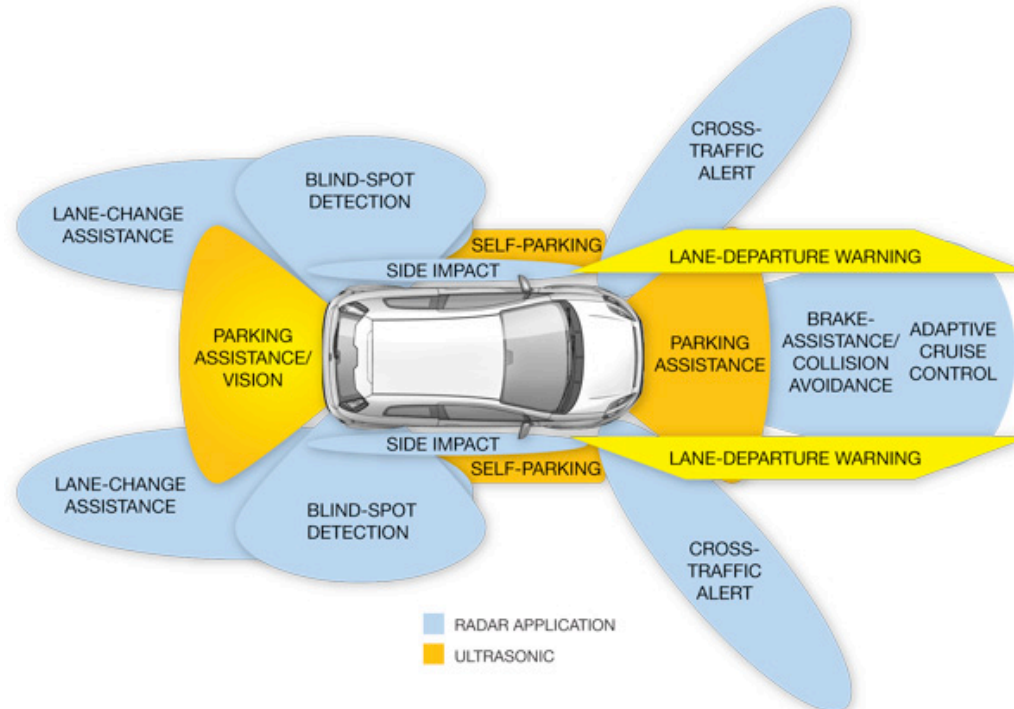 CROSS-
TRAFFIC
ALERT
BLIND-SPOT
DETECTION
LANE-CHANGE
ASSISTANCE
SELF-PARKING
SIDE IMPACT
LANE-DEPARTURE WARNING
PARKING
ASSISTANCE/
VISION
PARKING
ASSISTANCE
BRAKE-
ASSISTANCE/
COLLISION
AVOIDANCE
ADAPTIVE
CRUISE
CONTROL
SIDE IMPACT
SELF-PARKING
LANE-DEPARTURE WARNING
LANE-CHANGE
ASSISTANCE
BLIND-SPOT
DETECTION
CROSS-
TRAFFIC
ALERT
RADAR APPLICATION
ULTRASONIC